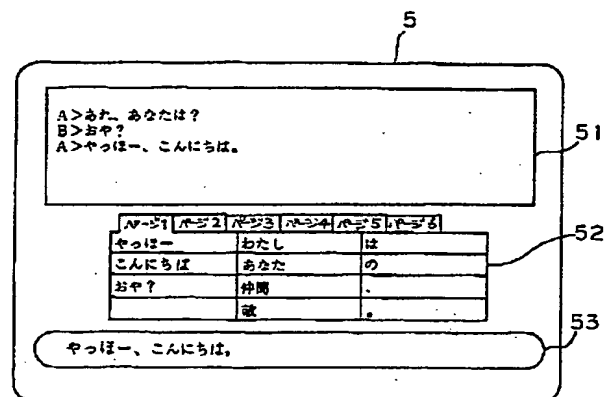 5
A>あれ、あなたは?
B>おや?
A>やっほー、こんにちは。
51
ページ1 ページ2 ページ3 ページ4 ページ5 ページ6
やっほー わたし は
52
こんにちは あなた の
おや? 仲間 、
敵 。
やっほー、こんにちは。
53